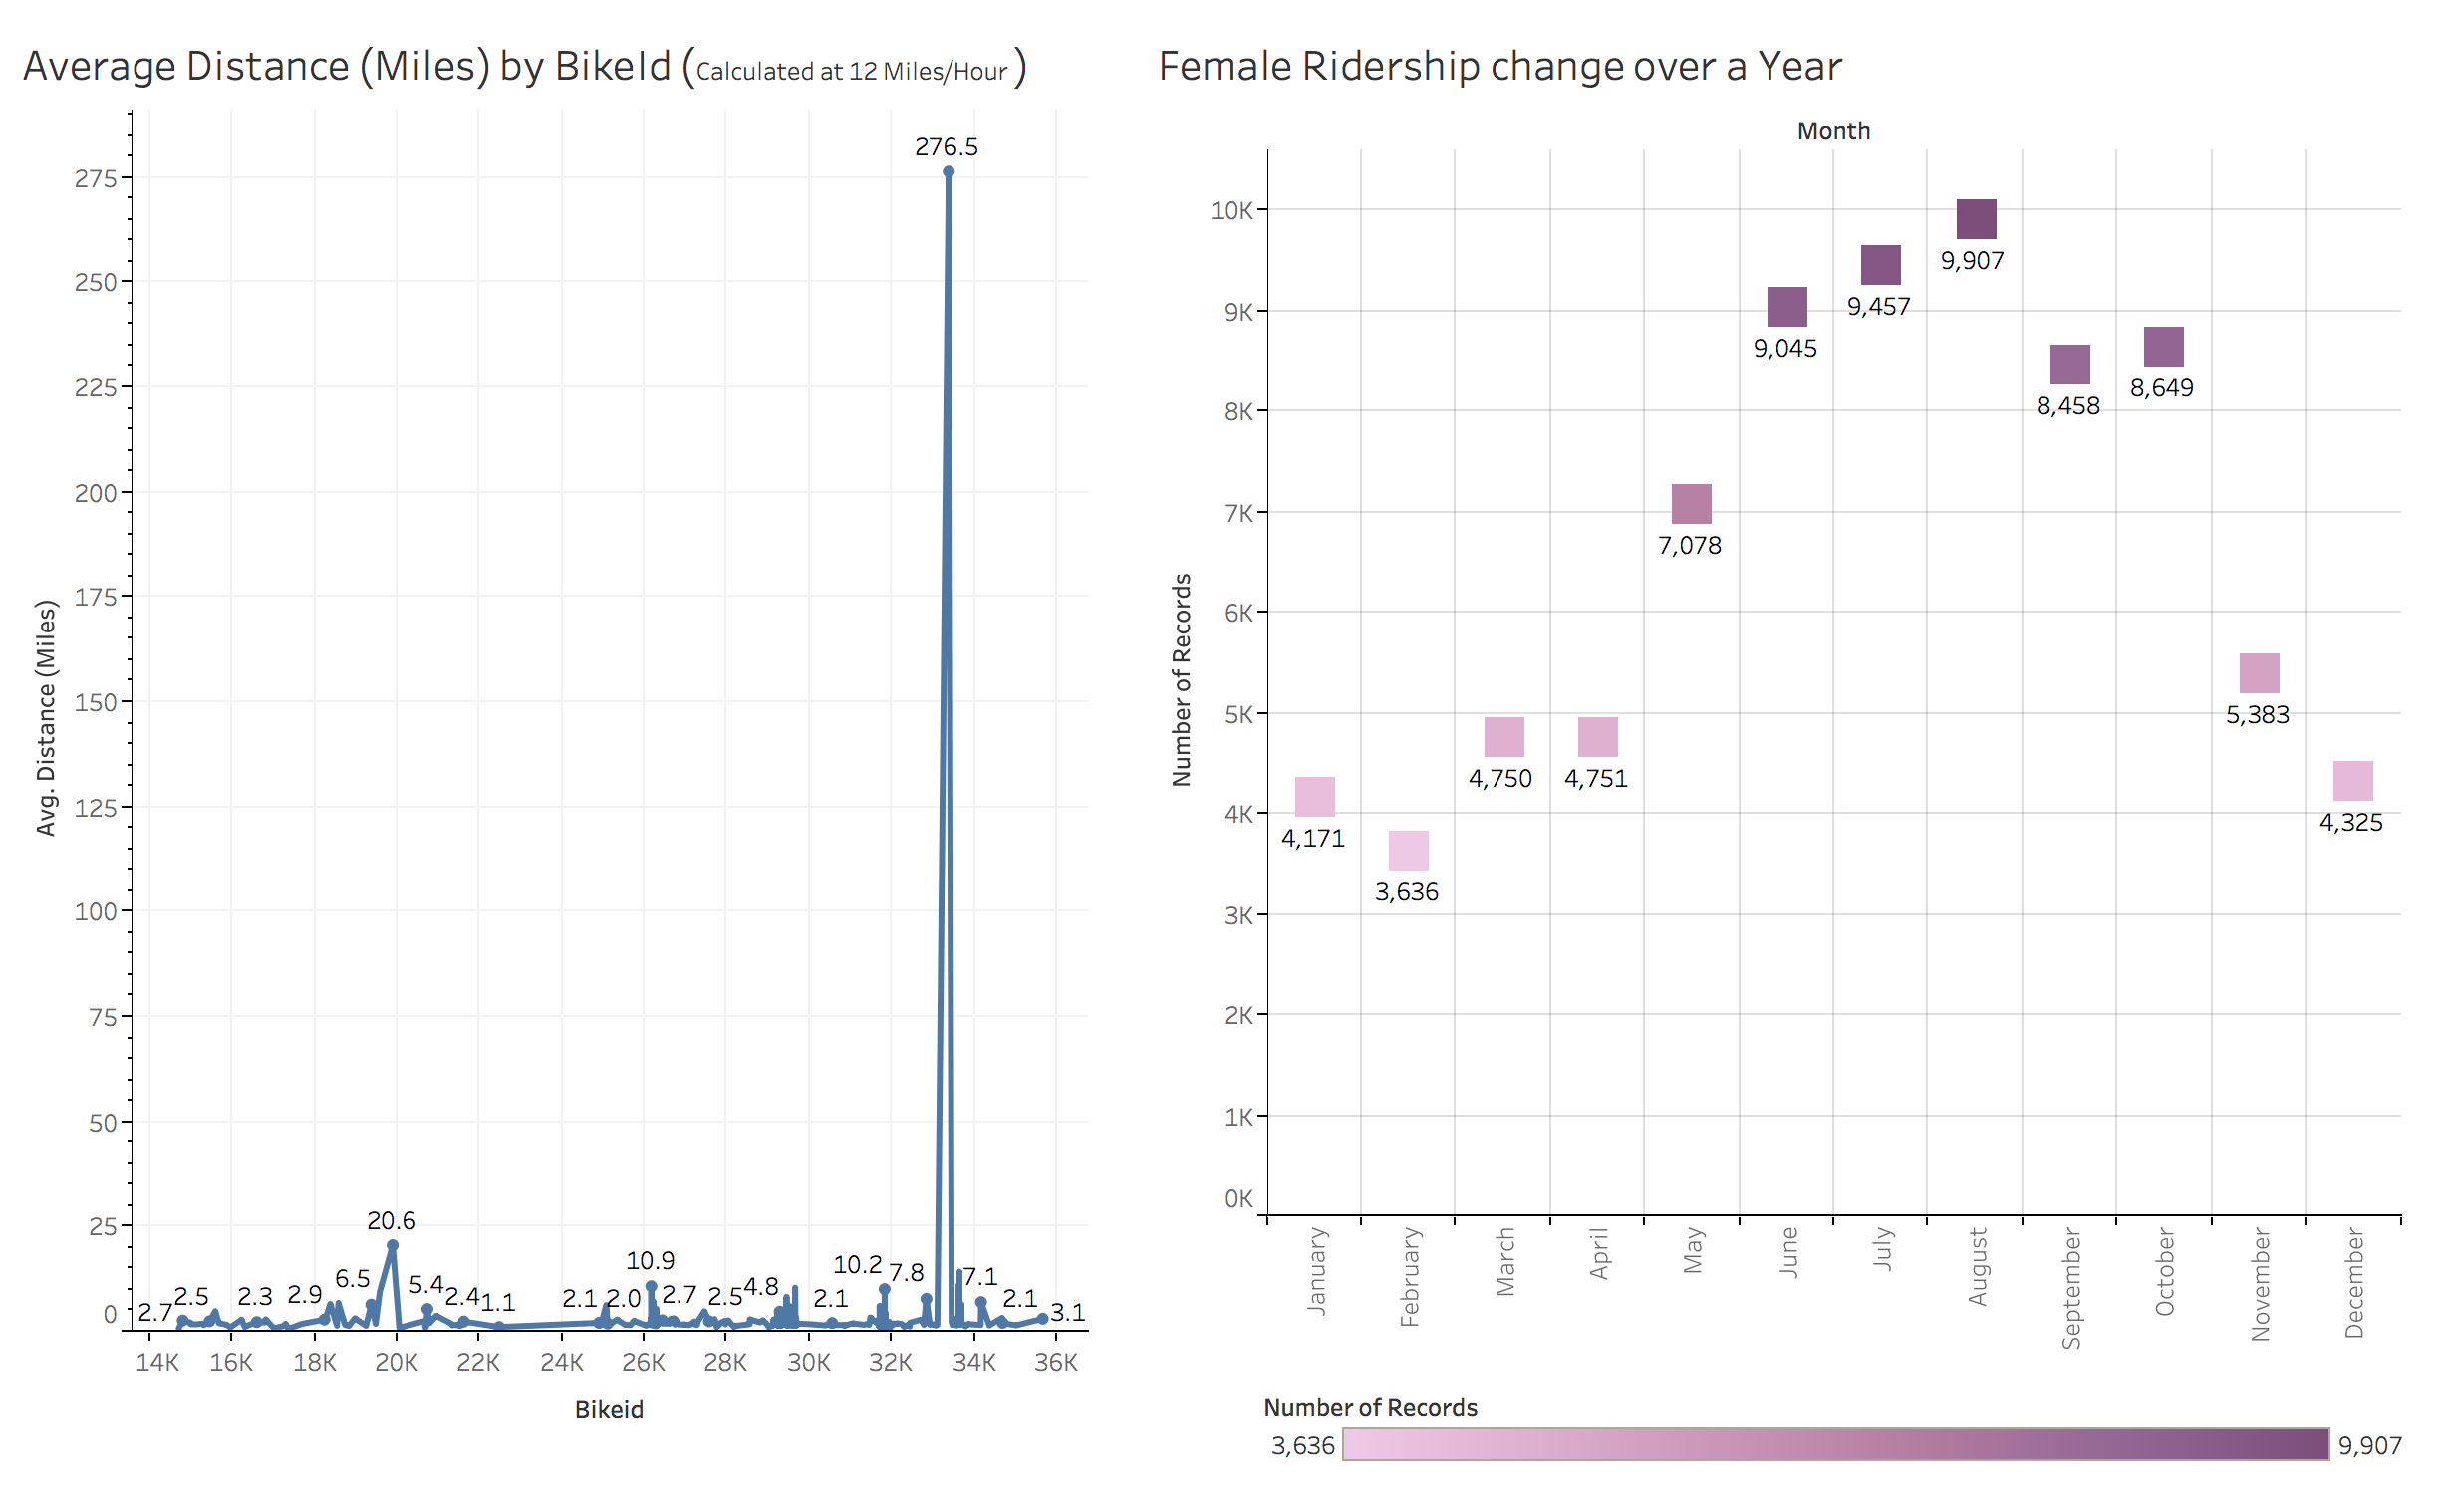 Average Distance (Miles) by BikeId (Calculated at 12 Miles/Hour )
276.5
275
250
225
200
175
150
125
100
75
50
25
0
Avg. Distance (Miles)
2.7
2.5
2.3
2.9
6.5
20.6
5.4
2.4
1.1
2.1
2.0
10.9
2.7
2.5
4.8
2.1
10.2
7.8
7.1
2.1
3.1
14K 16K 18K 20K 22K 24K 26K 28K 30K 32K 34K 36K
Bikeid
Female Ridership change over a Year
Month
10K
9K
8K
7K
6K
5K
4K
3K
2K
1K
0K
Number of Records
4,171
3,636
4,750
4,751
7,078
9,045
9,457
9,907
8,458
8,649
5,383
4,325
January
February
March
April
May
June
July
August
September
October
November
December
Number of Records
3,636
9,907